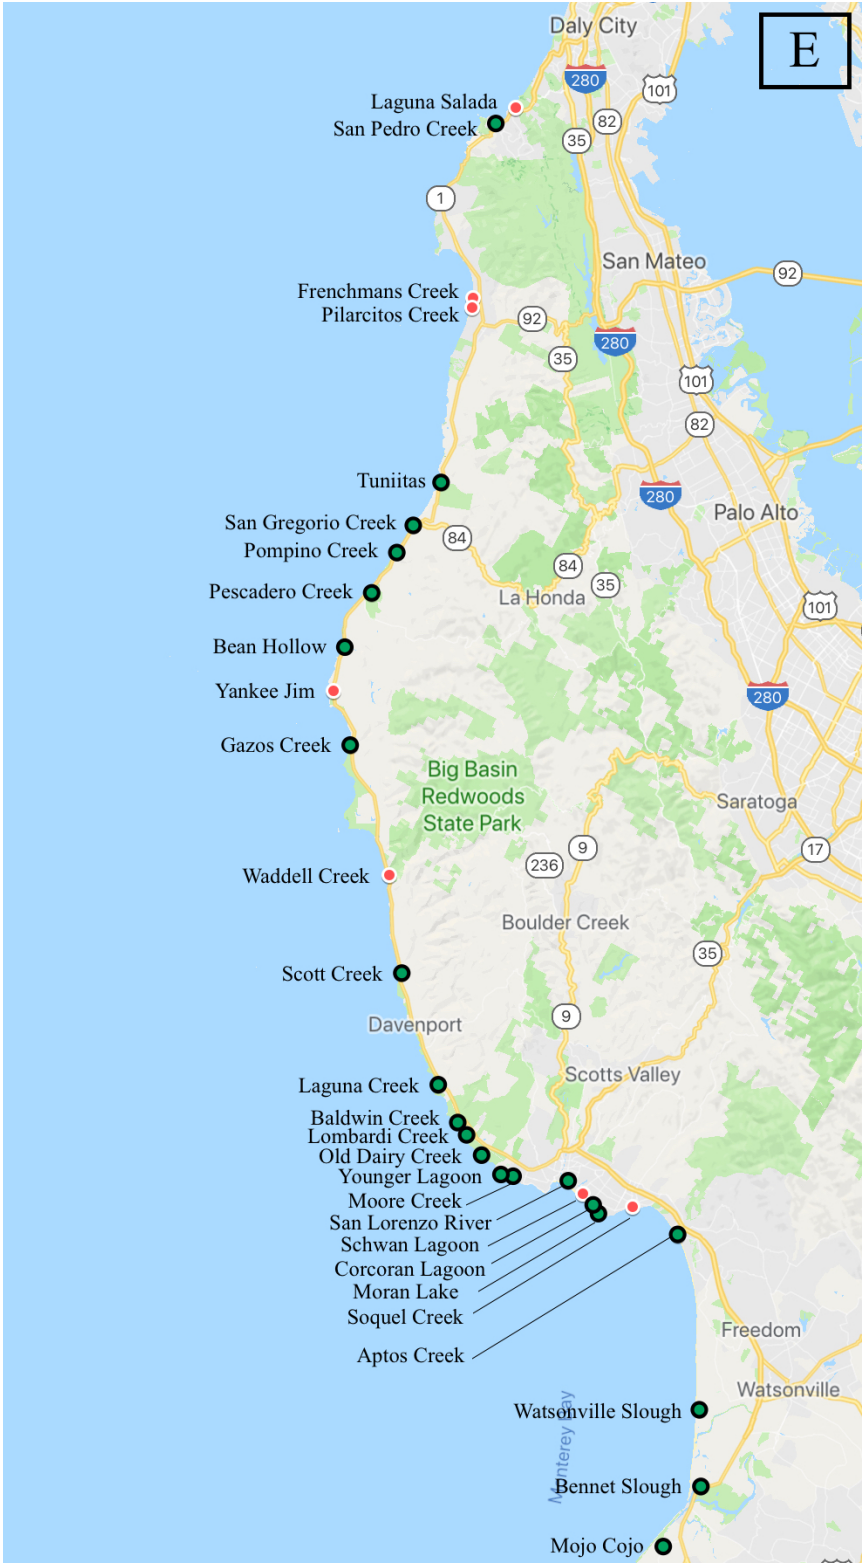 Daly City
E
280
101
Laguna Salada
82
San Pedro Creek
35
1
San Mateo
92
Frenchmans Creek
Pilarcitos Creek
92
280
35
101
82
Tuniitas
280
Palo Alto
San Gregorio Creek
84
Pompino Creek
84
35
Pescadero Creek
La Honda
101
Bean Hollow
Yankee Jim
280
Gazos Creek
Big Basin
Redwoods
State Park
Saratoga
9
17
236
Waddell Creek
Boulder Creek
35
Scott Creek
9
Davenport
Scotts Valley
Laguna Creek
Baldwin Creek
Lombardi Creek
Old Dairy Creek
Younger Lagoon
Moore Creek
San Lorenzo River
Schwan Lagoon
Corcoran Lagoon
Moran Lake
Soquel Creek
Freedom
Aptos Creek
Watsonville
Watsonville Slough
Monterey Bay
Bennet Slough
Mojo Cojo